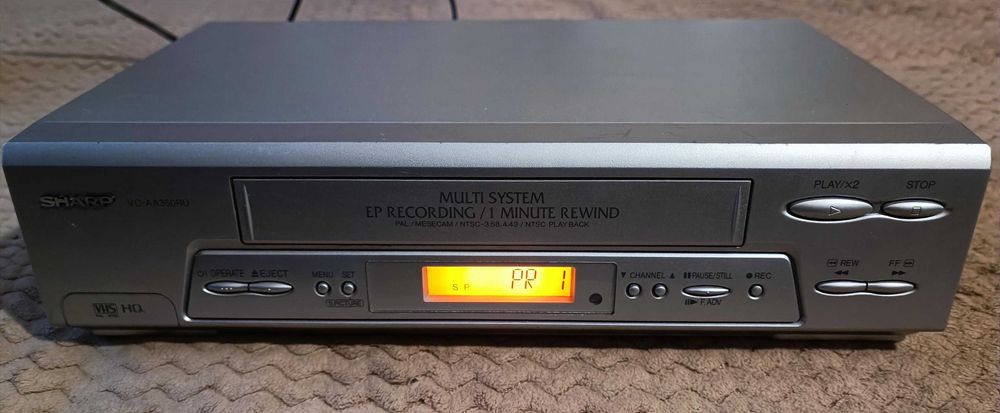 SHARP
VC-AA350RU
MULTI SYSTEM
EP RECORDING / 1 MINUTE REWIND
PAL / MESECAM / NTSC-3.58, 4.43 / NTSC PLAY BACK
PLAY/X2
STOP
OPERATE
EJECT
MENU
SET
S.PICTURE
SP
PR 1
CHANNEL
PAUSE/STILL
F.ADV
REC
REW
FF
VHS
HQ